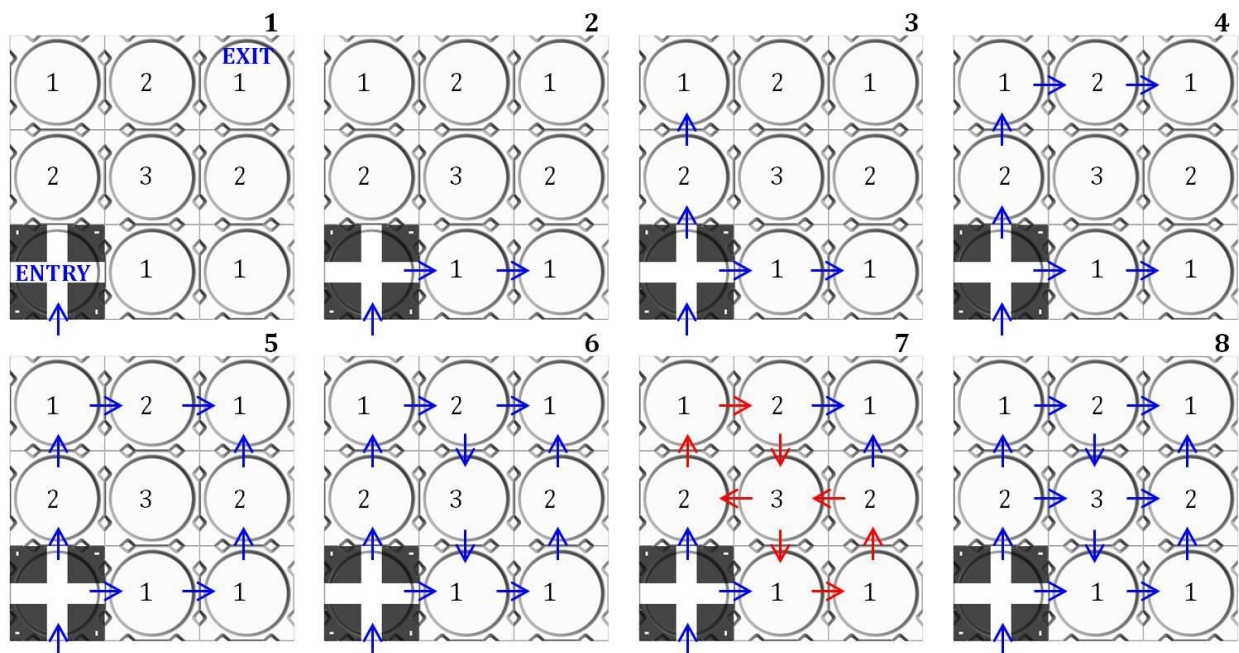 1 2 3 4
EXIT
1 2 1 1 2 1 1 2 1 1 2 1
2 3 2 2 3 2 2 3 2 2 3 2
ENTRY 1 1 1 1 1 1 1 1
5 6 7 8
1 2 1 1 2 1 1 2 1 1 2 1
2 3 2 2 3 2 2 3 2 2 3 2
1 1 1 1 1 1 1 1